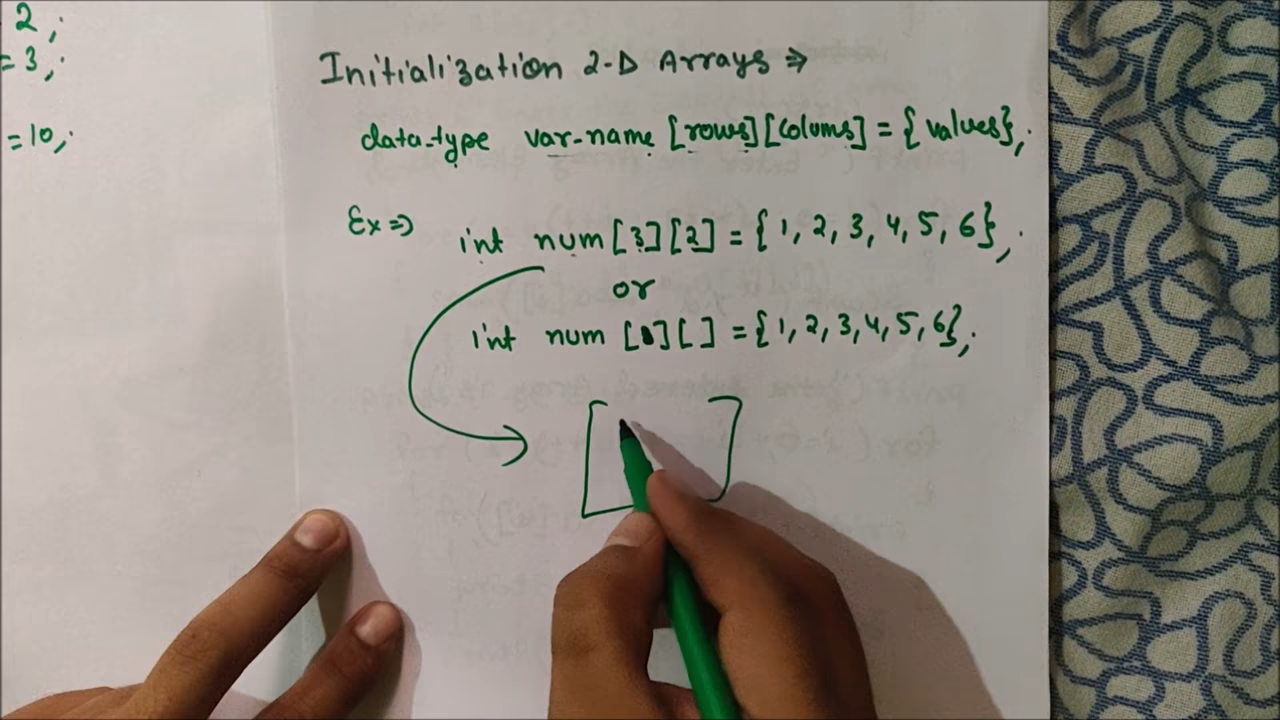 2;
=3;
=10;
Initialization 2-D Arrays ⇒
data-type var-name [rows][Colums] = { values};
Ex ⇒ int num[3][2] = { 1, 2, 3, 4, 5, 6};
or
int num [][ ] = { 1, 2, 3, 4, 5, 6};